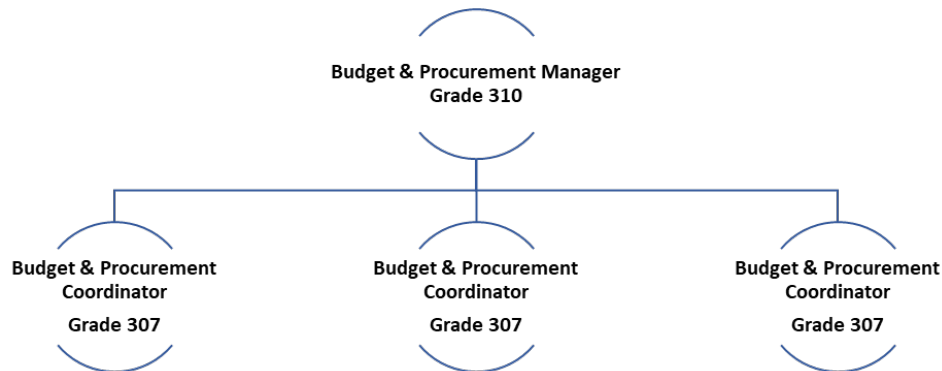 Budget & Procurement Manager
Grade 310
Budget & Procurement
Coordinator
Grade 307
Budget & Procurement
Coordinator
Grade 307
Budget & Procurement
Coordinator
Grade 307